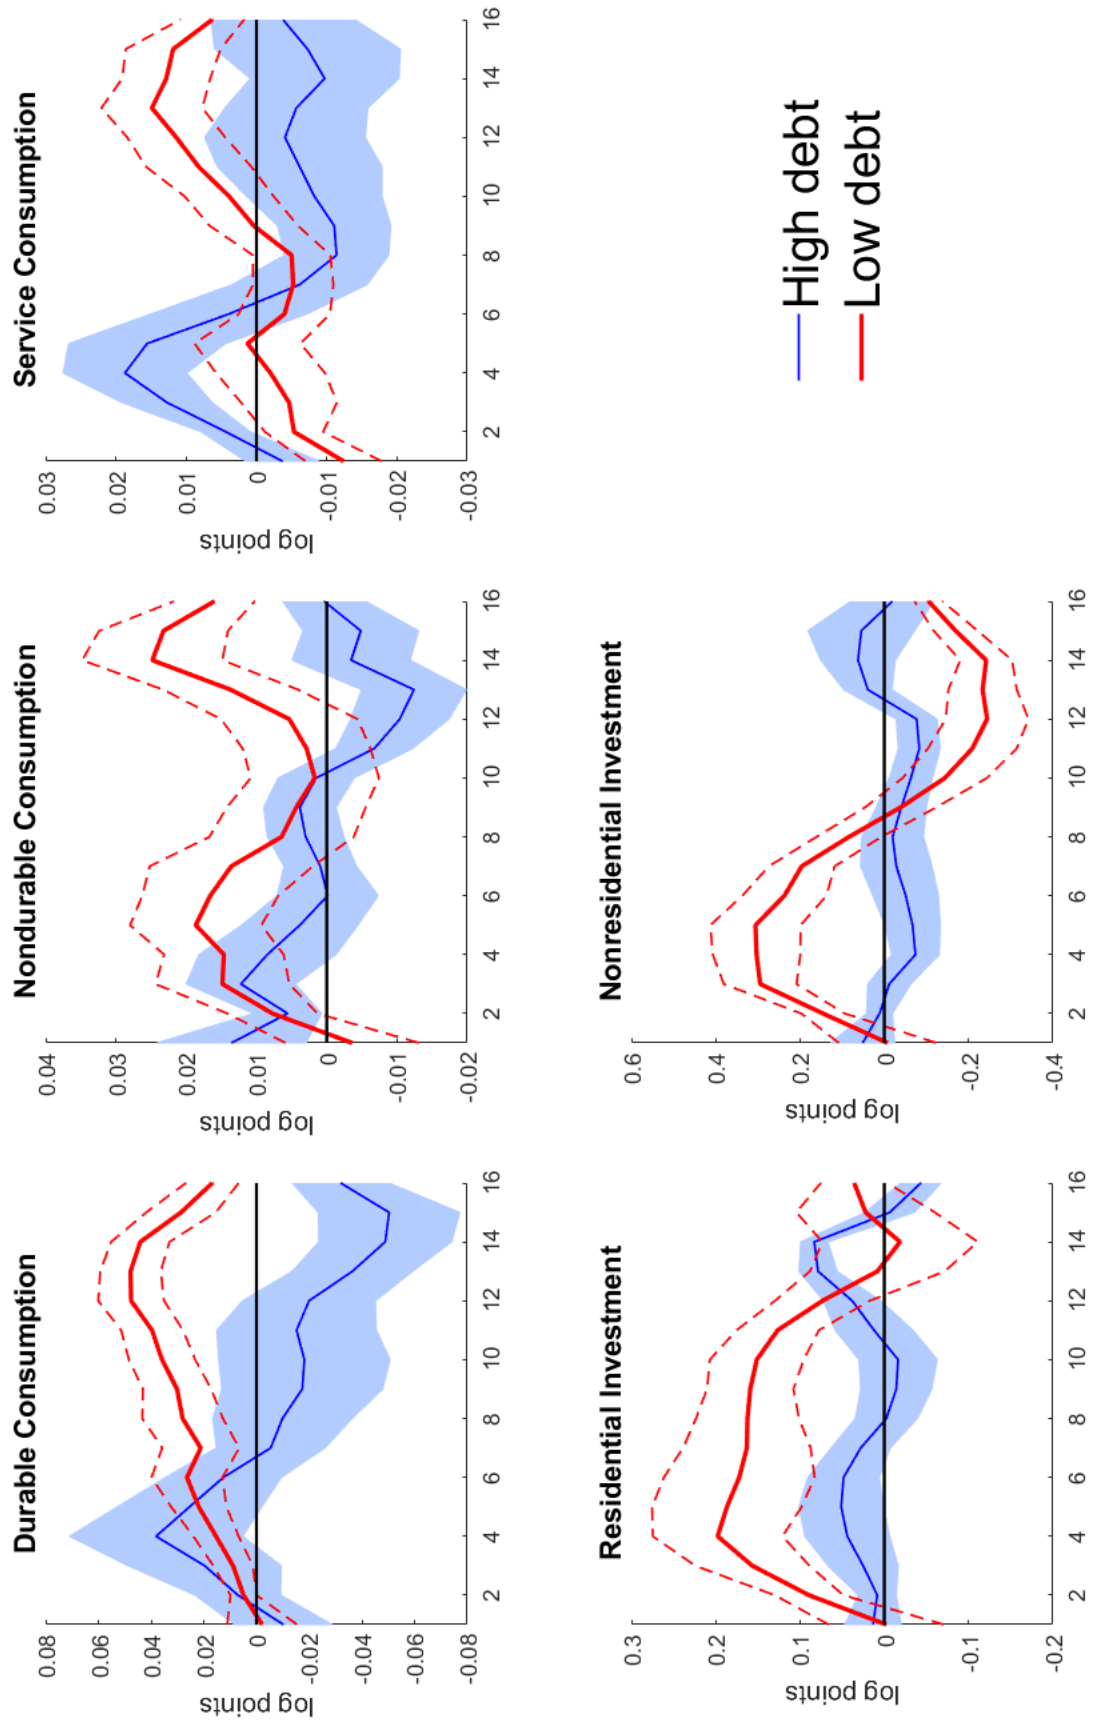 Durable Consumption
log points
0.08
0.06
0.04
0.02
0
-0.02
-0.04
-0.06
-0.08
2 4 6 8 10 12 14 16
Nondurable Consumption
log points
0.04
0.03
0.02
0.01
0
-0.01
-0.02
2 4 6 8 10 12 14 16
Service Consumption
log points
0.03
0.02
0.01
0
-0.01
-0.02
-0.03
2 4 6 8 10 12 14 16
Residential Investment
log points
0.3
0.2
0.1
0
-0.1
-0.2
2 4 6 8 10 12 14 16
Nonresidential Investment
log points
0.6
0.4
0.2
0
-0.2
-0.4
2 4 6 8 10 12 14 16
High debt
Low debt